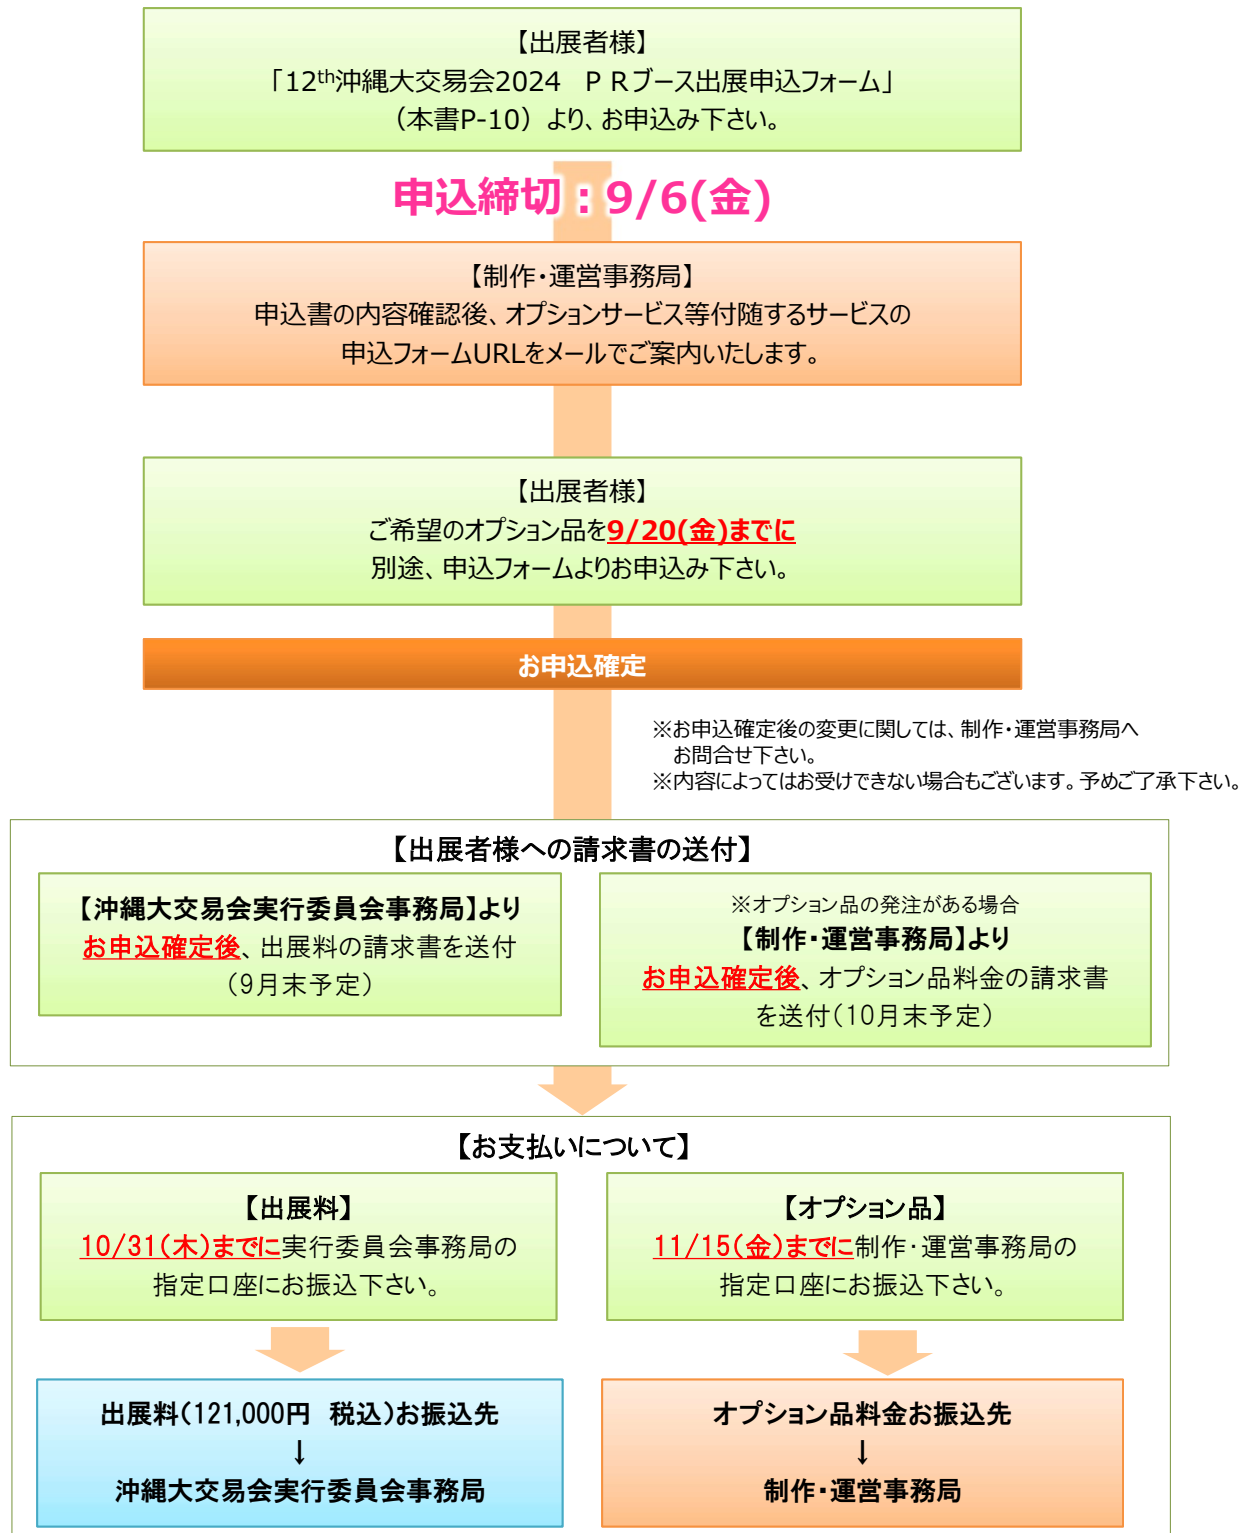 【出展者様】
「12th沖縄大交易会2024　ＰＲブース出展申込フォーム」
（本書P-10）より、お申込み下さい。
申込締切：9/6(金)
【制作・運営事務局】
申込書の内容確認後、オプションサービス等付随するサービスの
申込フォームURLをメールでご案内いたします。
【出展者様】
ご希望のオプション品を9/20(金)までに
別途、申込フォームよりお申込み下さい。
お申込確定
※お申込確定後の変更に関しては、制作・運営事務局へ
お問合せ下さい。
※内容によってはお受けできない場合もございます。予めご了承下さい。
【出展者様への請求書の送付】
【沖縄大交易会実行委員会事務局】より
お申込確定後、出展料の請求書を送付
（9月末予定）
※オプション品の発注がある場合
【制作・運営事務局】より
お申込確定後、オプション品料金の請求書
を送付（10月末予定）
【お支払いについて】
【出展料】
10/31（木）までに実行委員会事務局の
指定口座にお振込下さい。
【オプション品】
11/15（金）までに制作・運営事務局の
指定口座にお振込下さい。
出展料（121,000円　税込）お振込先
↓
沖縄大交易会実行委員会事務局
オプション品料金お振込先
↓
制作・運営事務局